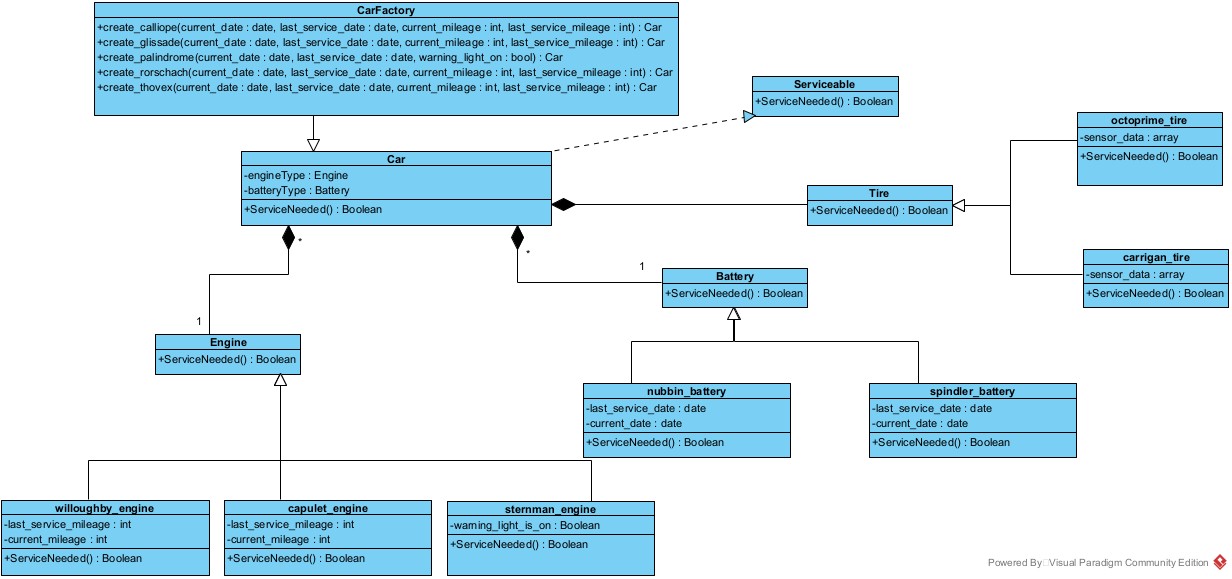 CarFactory
+create_calliope(current_date : date, last_service_date : date, current_mileage : int, last_service_mileage : int) : Car
+create_glissade(current_date : date, last_service_date : date, current_mileage : int, last_service_mileage : int) : Car
+create_palindrome(current_date : date, last_service_date : date, warning_light_on : bool) : Car
+create_rorschach(current_date : date, last_service_date : date, current_mileage : int, last_service_mileage : int) : Car
+create_thovex(current_date : date, last_service_date : date, current_mileage : int, last_service_mileage : int) : Car
Serviceable
+ServiceNeeded() : Boolean
octoprime_tire
-sensor_data : array
+ServiceNeeded() : Boolean
Car
-engineType : Engine
-batteryType : Battery
+ServiceNeeded() : Boolean
Tire
+ServiceNeeded() : Boolean
*
*
carrigan_tire
-sensor_data : array
+ServiceNeeded() : Boolean
1
Battery
+ServiceNeeded() : Boolean
1
Engine
+ServiceNeeded() : Boolean
nubbin_battery
-last_service_date : date
-current_date : date
+ServiceNeeded() : Boolean
spindler_battery
-last_service_date : date
-current_date : date
+ServiceNeeded() : Boolean
willoughby_engine
-last_service_mileage : int
-current_mileage : int
+ServiceNeeded() : Boolean
capulet_engine
-last_service_mileage : int
-current_mileage : int
+ServiceNeeded() : Boolean
sternman_engine
-warning_light_is_on : Boolean
+ServiceNeeded() : Boolean
Powered By Visual Paradigm Community Edition